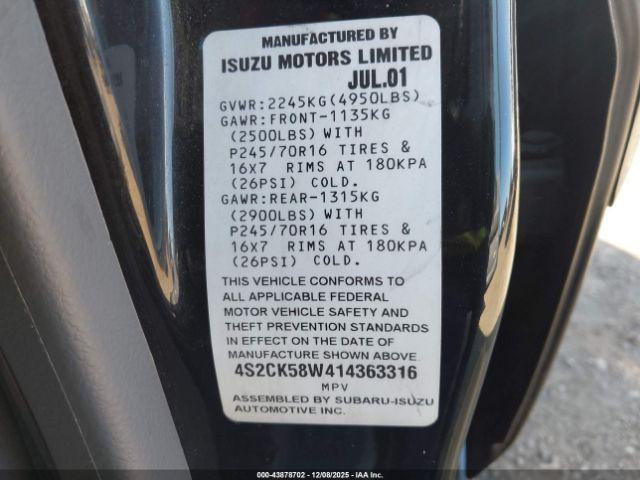 MANUFACTURED BY
ISUZU MOTORS LIMITED
JUL.01
GVWR:2245KG(4950LBS)
GAWR:FRONT-1135KG
(2500LBS) WITH
P245/70R16 TIRES &
16X7 RIMS AT 180KPA
(26PSI) COLD.
GAWR:REAR-1315KG
(2900LBS) WITH
P245/70R16 TIRES &
16X7 RIMS AT 180KPA
(26PSI) COLD.
THIS VEHICLE CONFORMS TO
ALL APPLICABLE FEDERAL
MOTOR VEHICLE SAFETY AND
THEFT PREVENTION STANDARDS
IN EFFECT ON THE DATE OF
MANUFACTURE SHOWN ABOVE
4S2CK58W414363316
MPV
ASSEMBLED BY SUBARU-ISUZU
AUTOMOTIVE INC.
000-43878702 - 12/08/2025 - IAAI.COM